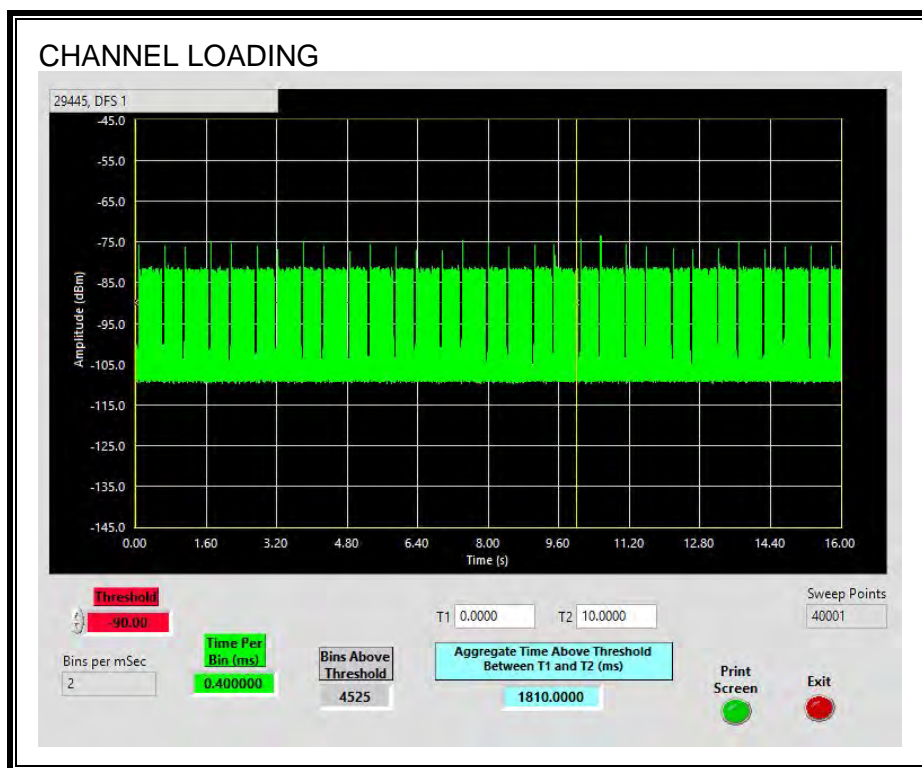 CHANNEL LOADING
29445, DFS 1
-45.0
-55.0
-65.0
-75.0
-85.0
-95.0
-105.0
-115.0
-125.0
-135.0
-145.0
Amplitude (dBm)
0.00 1.60 3.20 4.80 6.40 8.00 9.60 11.20 12.80 14.40 16.00
Time (s)
Threshold
-90.00
T1 0.0000 T2 10.0000
Sweep Points
40001
Bins per mSec
2
Time Per
Bin (ms)
0.400000
Bins Above
Threshold
4525
Aggregate Time Above Threshold
Between T1 and T2 (ms)
1810.0000
Print
Screen
Exit